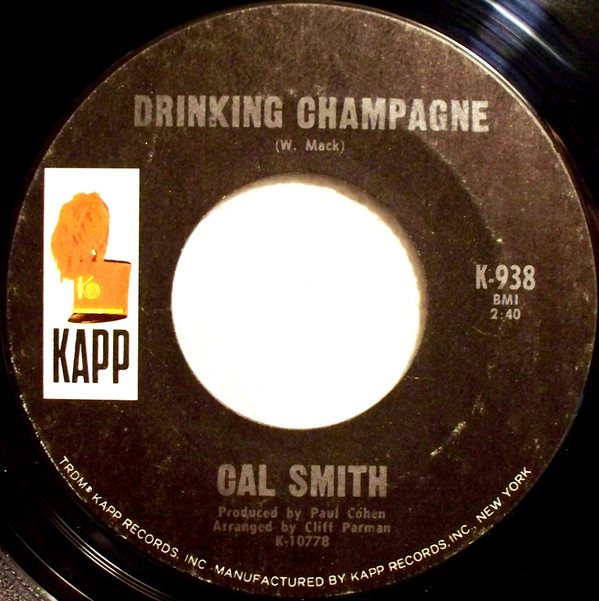 DRINKING CHAMPAGNE
(W. Mack)
KAPP
K-938
BMI
2:40
CAL SMITH
Produced by Paul Cohen
Arranged by Cliff Parman
K-10778
TRDM® KAPP RECORDS, INC · MANUFACTURED BY KAPP RECORDS, INC., NEW YORK